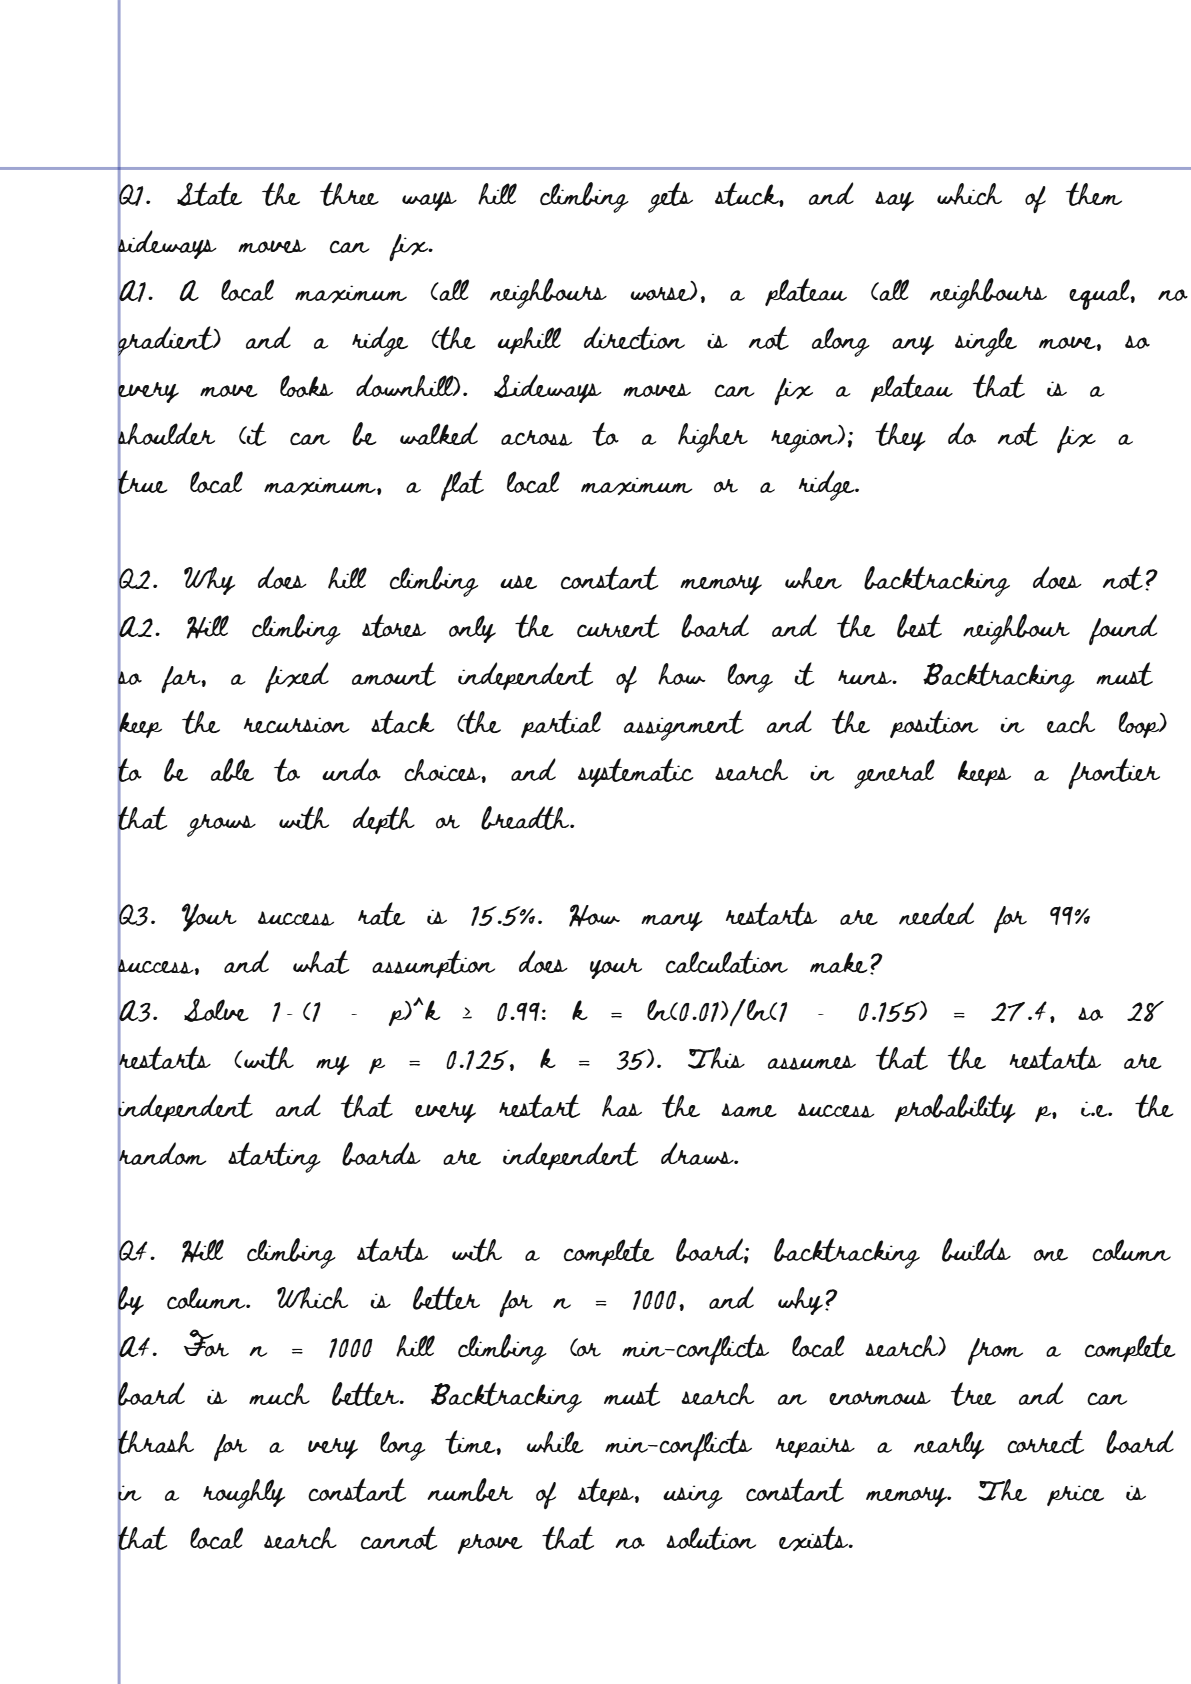 Q1. State the three ways hill climbing gets stuck, and say which of them
sideways moves can fix.
A1. A local maximum (all neighbours worse), a plateau (all neighbours equal, no
gradient) and a ridge (the uphill direction is not along any single move, so
every move looks downhill). Sideways moves can fix a plateau that is a
shoulder (it can be walked across to a higher region); they do not fix a
true local maximum, a flat local maximum or a ridge.
Q2. Why does hill climbing use constant memory when backtracking does not?
A2. Hill climbing stores only the current board and the best neighbour found
so far, a fixed amount independent of how long it runs. Backtracking must
keep the recursion stack (the partial assignment and the position in each loop)
to be able to undo choices, and systematic search in general keeps a frontier
that grows with depth or breadth.
Q3. Your success rate is 15.5%. How many restarts are needed for 99%
success, and what assumption does your calculation make?
A3. Solve 1-(1 - p)^k ≥ 0.99: k = ln(0.01)/ln(1 - 0.155) = 27.4, so 28
restarts (with my p = 0.125, k = 35). This assumes that the restarts are
independent and that every restart has the same success probability p, i.e. the
random starting boards are independent draws.
Q4. Hill climbing starts with a complete board; backtracking builds one column
by column. Which is better for n = 1000, and why?
A4. For n = 1000 hill climbing (or min-conflicts local search) from a complete
board is much better. Backtracking must search an enormous tree and can
thrash for a very long time, while min-conflicts repairs a nearly correct board
in a roughly constant number of steps, using constant memory. The price is
that local search cannot prove that no solution exists.